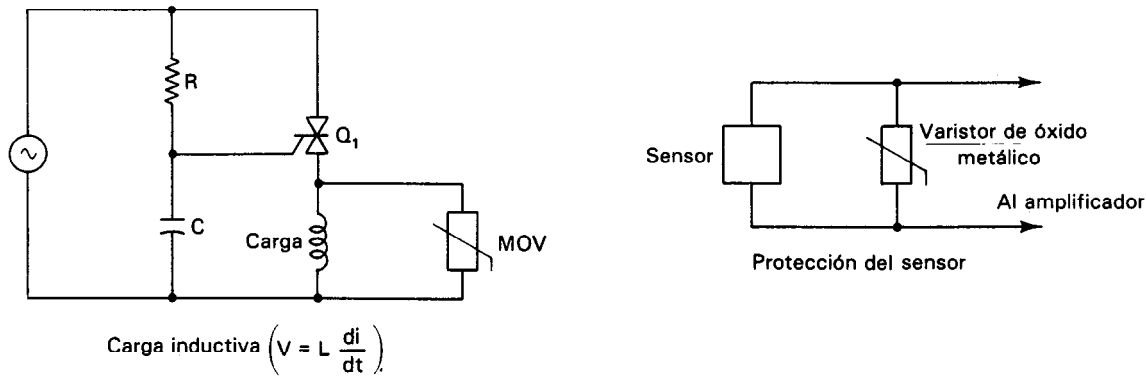 R
Q₁
C
Carga
MOV
Carga inductiva (V = L di/dt).
Sensor
Varistor de óxido
metálico
Al amplificador
Protección del sensor